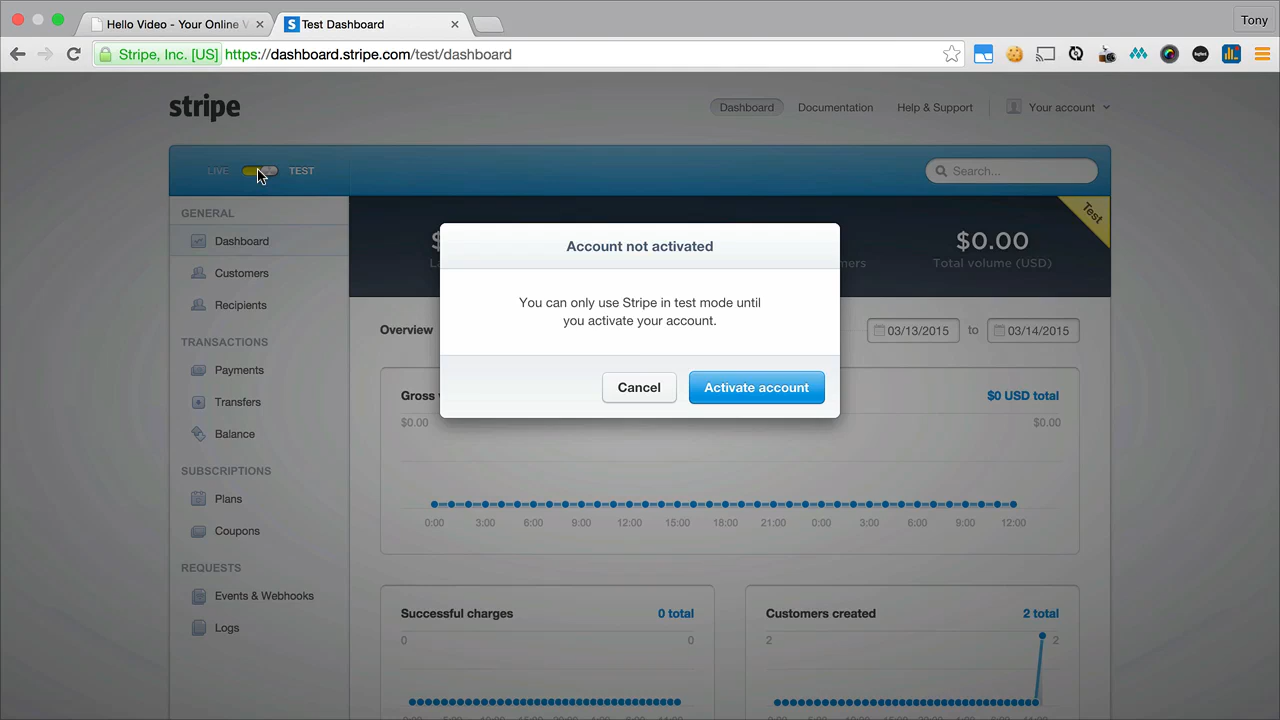 Hello Video - Your Online V
Test Dashboard
Tony
Stripe, Inc. [US] https://dashboard.stripe.com/test/dashboard
stripe
Dashboard
Documentation
Help & Support
Your account
LIVE
TEST
Search...
GENERAL
Dashboard
Customers
Recipients
TRANSACTIONS
Payments
Transfers
Balance
SUBSCRIPTIONS
Plans
Coupons
REQUESTS
Events & Webhooks
Logs
Test
$0.00
Total volume (USD)
Account not activated
You can only use Stripe in test mode until
you activate your account.
Cancel
Activate account
Overview
03/13/2015 to 03/14/2015
Gross
$0 USD total
$0.00
$0.00
0:00 3:00 6:00 9:00 12:00 15:00 18:00 21:00 0:00 3:00 6:00 9:00 12:00
Successful charges
0 total
0
0
Customers created
2 total
2
2